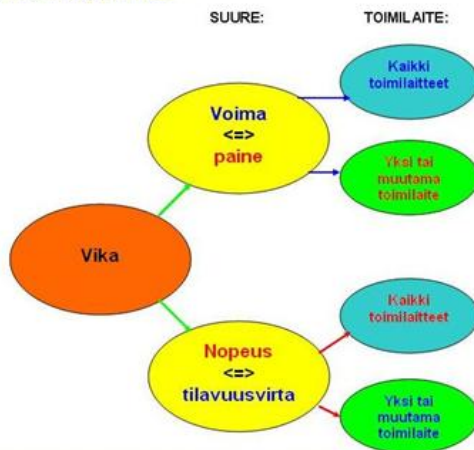 SUURE:
TOIMILAITE:
Kaikki
toimilaitteet
Voima
<=>
paine
Yksi tai
muutama
toimilaite
Vika
Kaikki
toimilaitteet
Nopeus
<=>
tilavuusvirta
Yksi tai
muutama
toimilaite